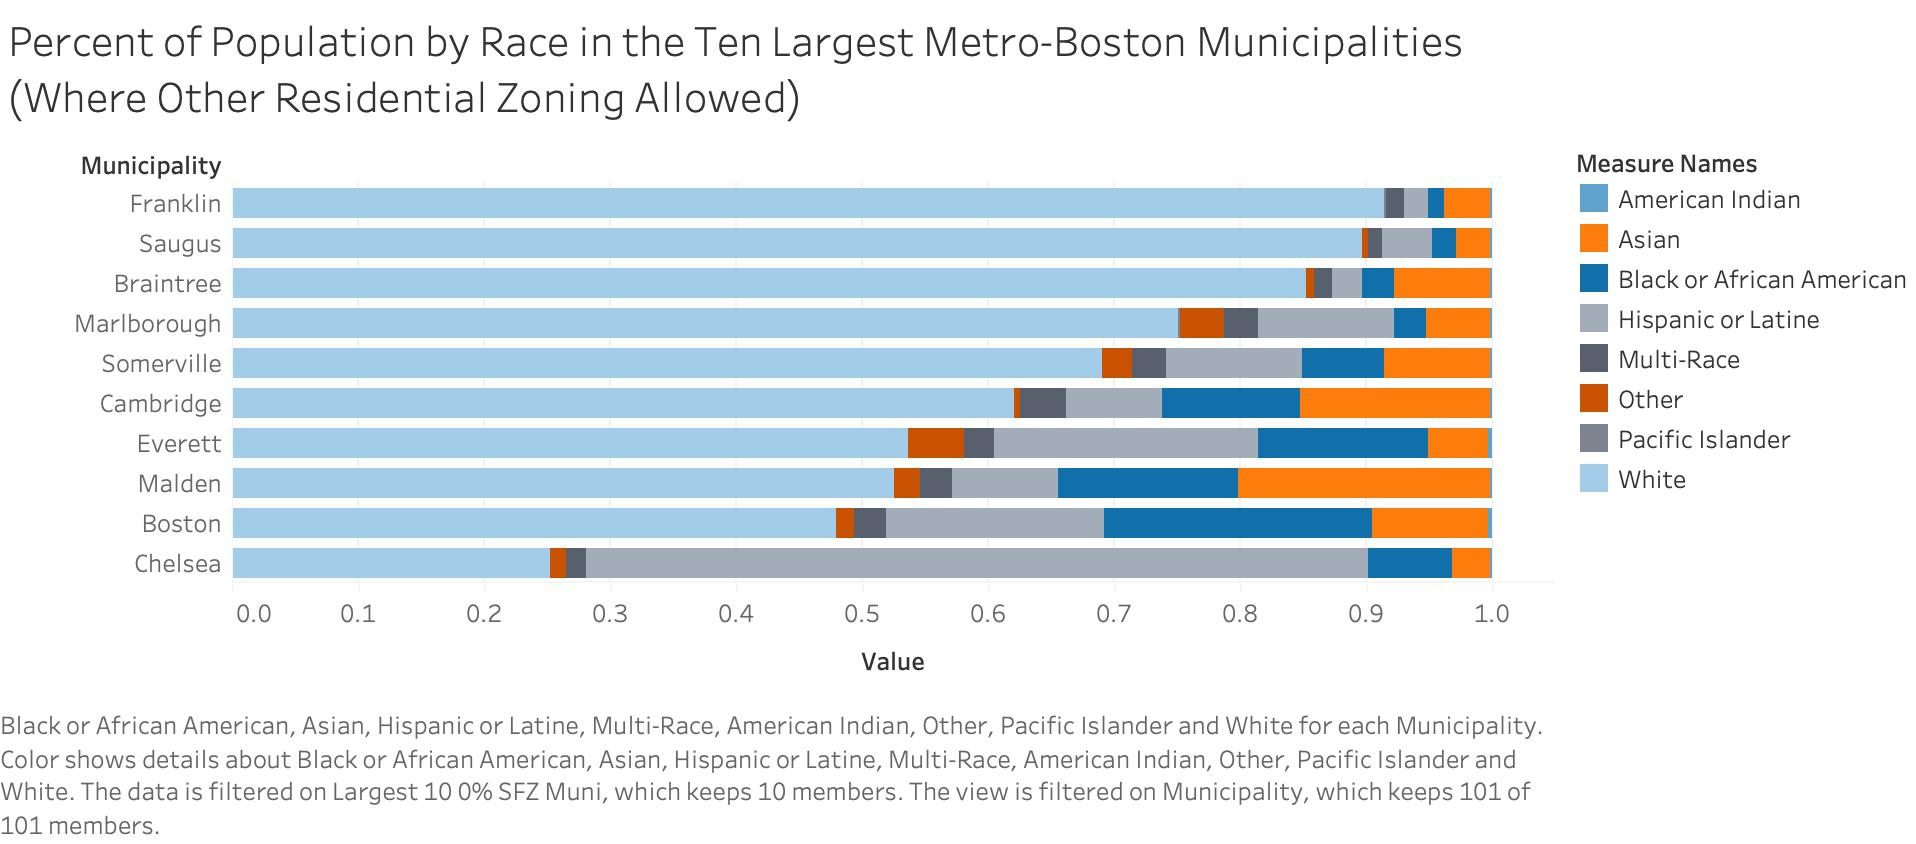 Percent of Population by Race in the Ten Largest Metro-Boston Municipalities
(Where Other Residential Zoning Allowed)
Municipality
Franklin
Saugus
Braintree
Marlborough
Somerville
Cambridge
Everett
Malden
Boston
Chelsea
0.0 0.1 0.2 0.3 0.4 0.5 0.6 0.7 0.8 0.9 1.0
Value
Measure Names
American Indian
Asian
Black or African American
Hispanic or Latine
Multi-Race
Other
Pacific Islander
White
Black or African American, Asian, Hispanic or Latine, Multi-Race, American Indian, Other, Pacific Islander and White for each Municipality.
Color shows details about Black or African American, Asian, Hispanic or Latine, Multi-Race, American Indian, Other, Pacific Islander and
White. The data is filtered on Largest 10 0% SFZ Muni, which keeps 10 members. The view is filtered on Municipality, which keeps 101 of
101 members.